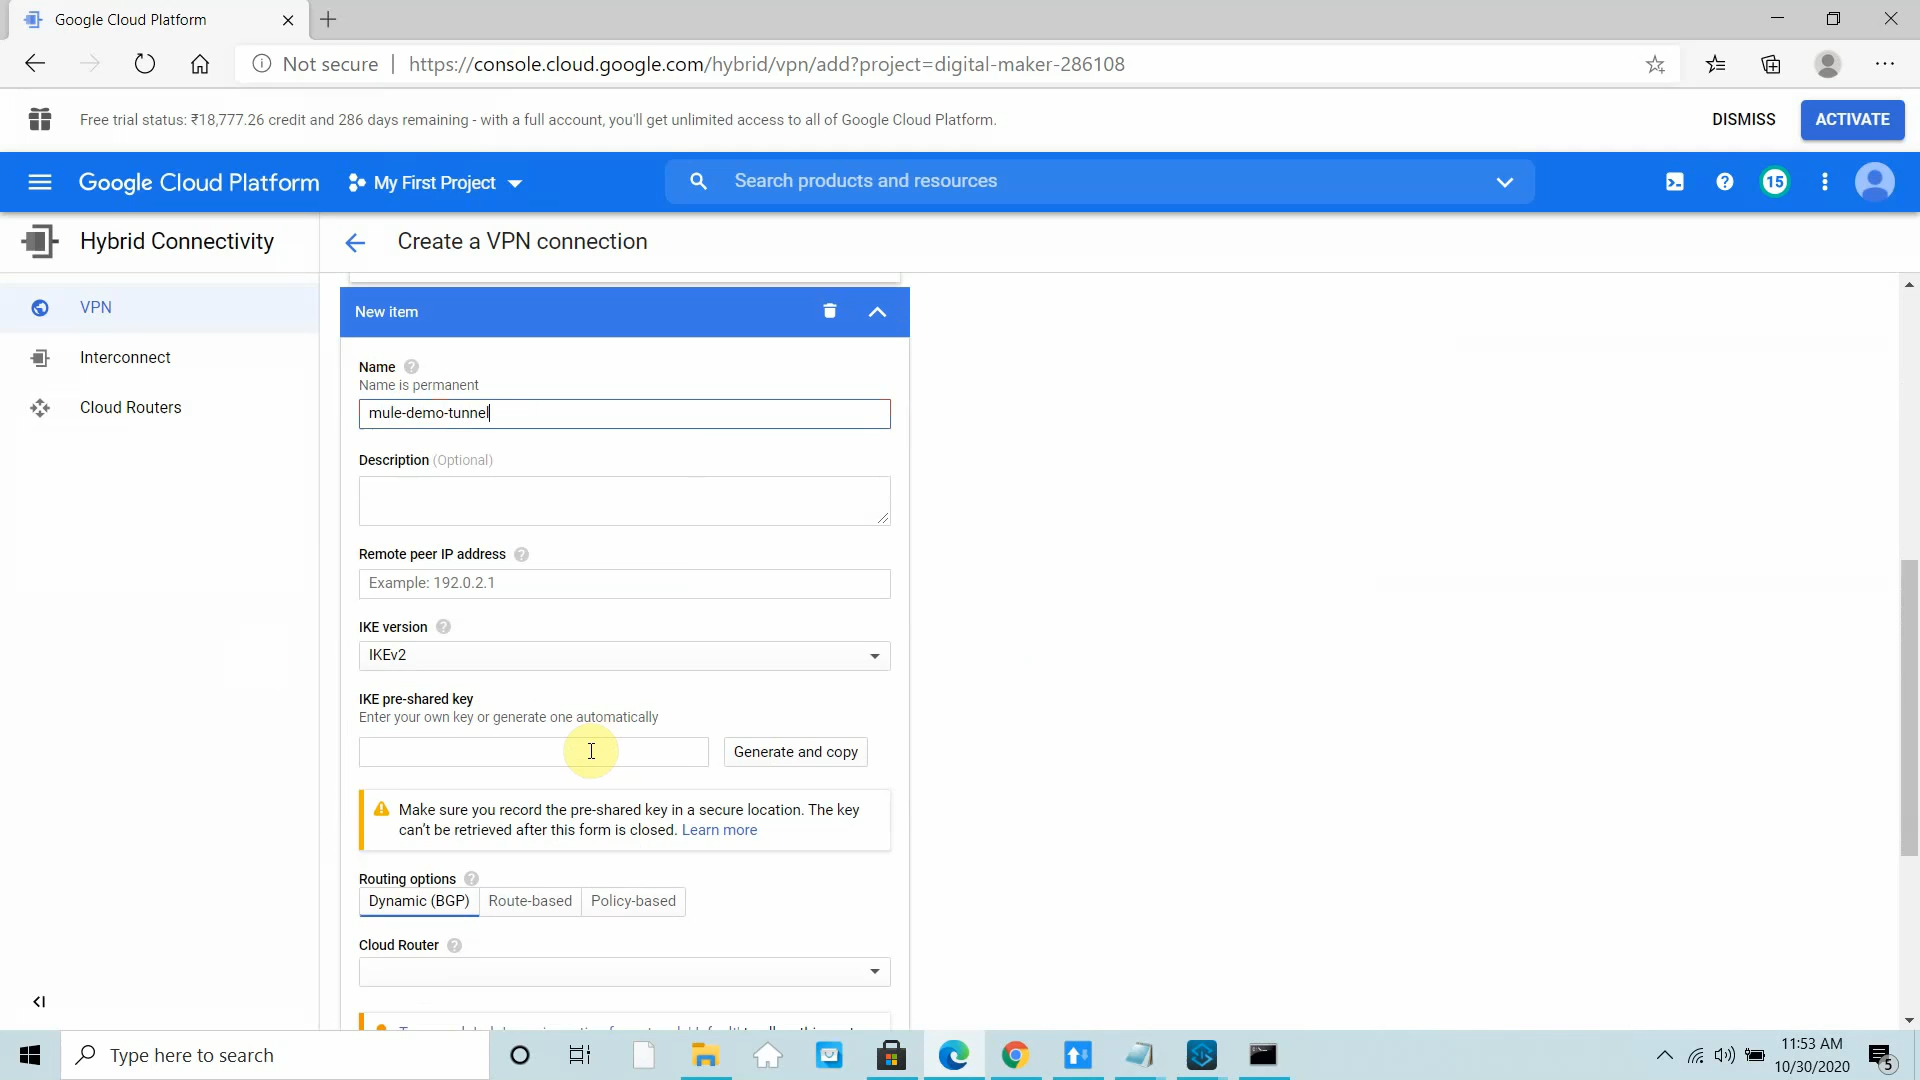 Google Cloud Platform
Not secure | https://console.cloud.google.com/hybrid/vpn/add?project=digital-maker-286108
Free trial status: ₹18,777.26 credit and 286 days remaining - with a full account, you'll get unlimited access to all of Google Cloud Platform.
DISMISS
ACTIVATE
Google Cloud Platform
My First Project
Search products and resources
15
Hybrid Connectivity
Create a VPN connection
VPN
Interconnect
Cloud Routers
New item
Name
Name is permanent
mule-demo-tunnel
Description (Optional)
Remote peer IP address
Example: 192.0.2.1
IKE version
IKEv2
IKE pre-shared key
Enter your own key or generate one automatically
Generate and copy
Make sure you record the pre-shared key in a secure location. The key
can't be retrieved after this form is closed. Learn more
Routing options
Dynamic (BGP) Route-based Policy-based
Cloud Router
Type here to search
11:53 AM
10/30/2020
5